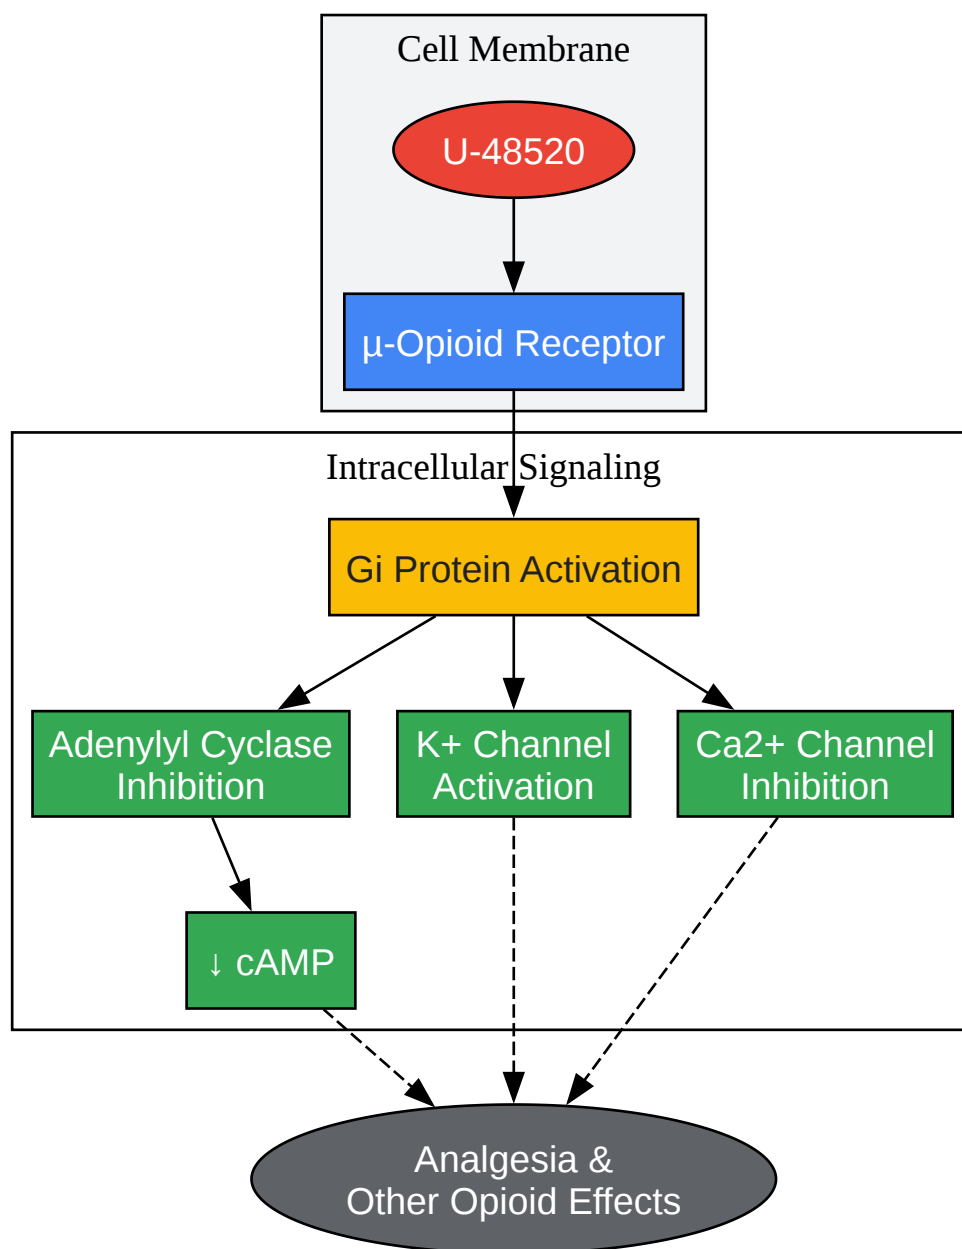 Cell Membrane
U-48520
µ-Opioid Receptor
Intracellular Signaling
Gi Protein Activation
Adenylyl Cyclase
Inhibition
K+ Channel
Activation
Ca2+ Channel
Inhibition
↓ cAMP
Analgesia &
Other Opioid Effects